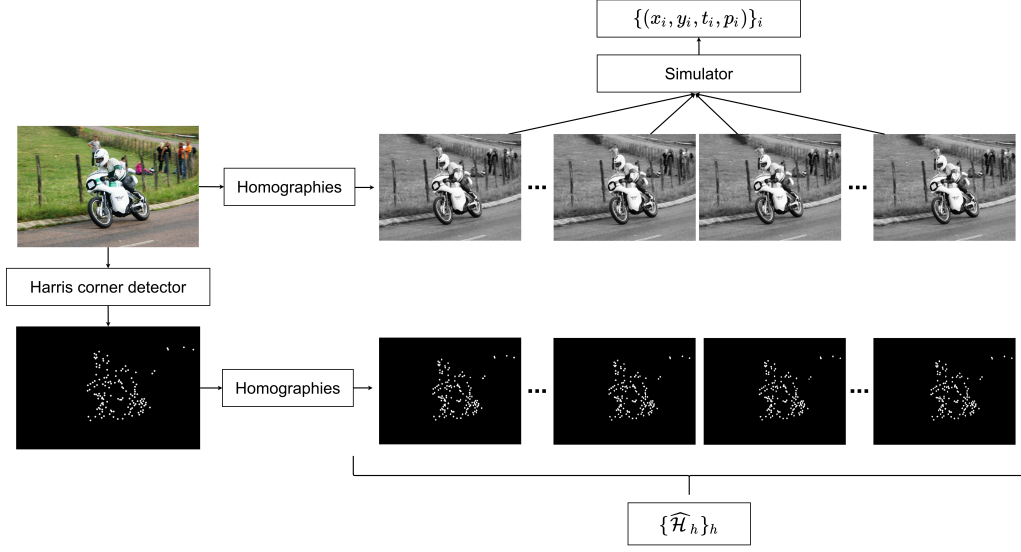 {(x_i, y_i, t_i, p_i)}_i
Simulator
Homographies
...
...
Harris corner detector
Homographies
...
...
{\widehat{\mathcal{H}}_h}_h